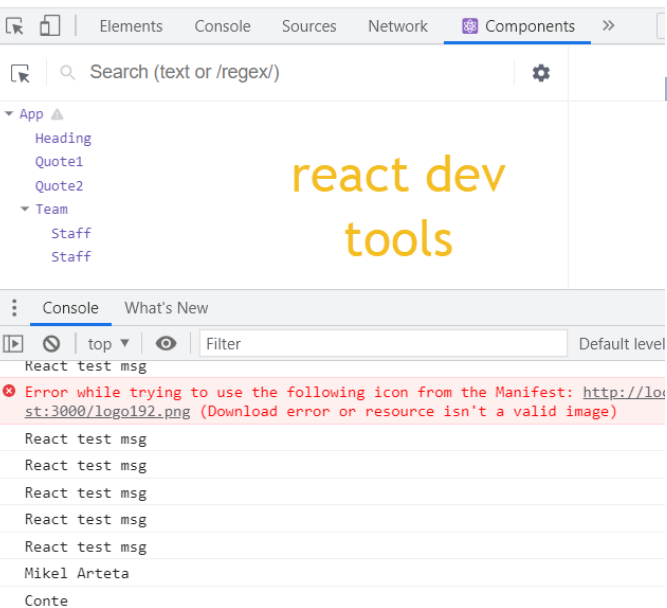 Elements Console Sources Network Components »
Search (text or /regex/)
App
Heading
Quote1
Quote2
Team
Staff
Staff
react dev
tools
Console What's New
top Filter Default level
React test msg
Error while trying to use the following icon from the Manifest: http://lo
st:3000/logo192.png (Download error or resource isn't a valid image)
React test msg
React test msg
React test msg
React test msg
React test msg
Mikel Arteta
Conte